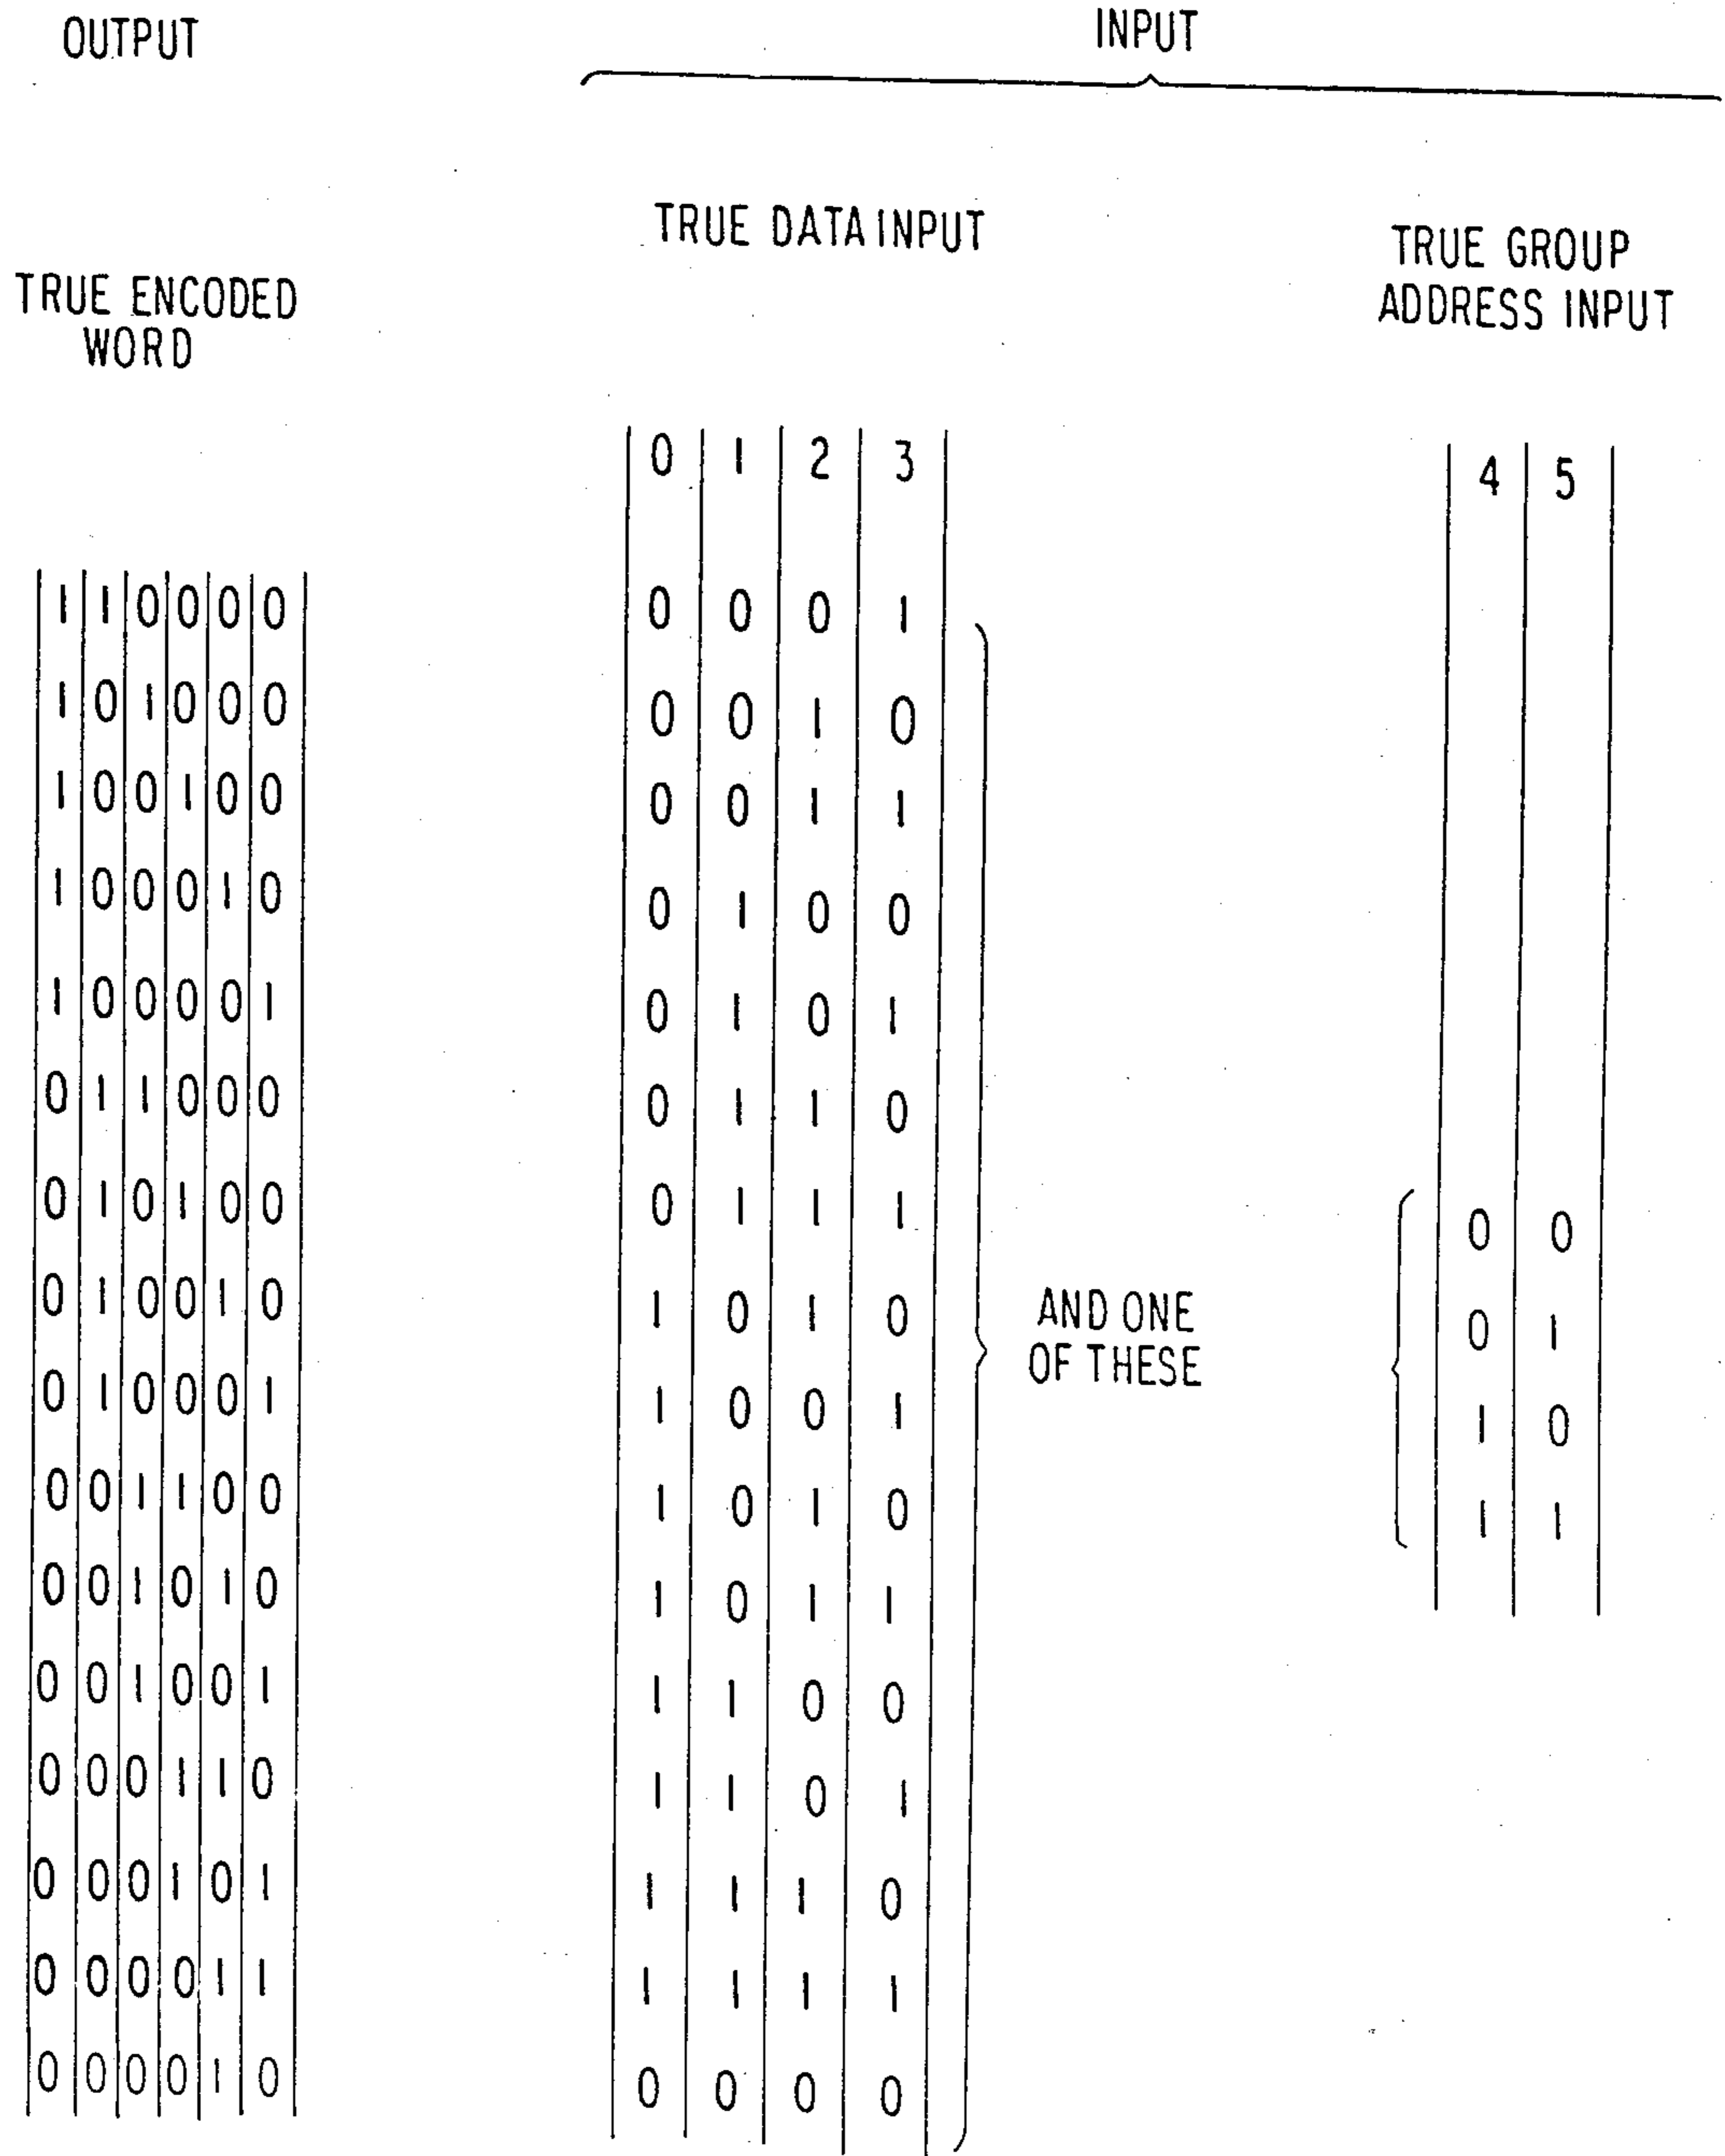 OUTPUT
INPUT
TRUE ENCODED
WORD
TRUE DATA INPUT
TRUE GROUP
ADDRESS INPUT
0 1 2 3
4 5
1 1 0 0 0 0
0 0 0 1
1 0 1 0 0 0
0 0 1 0
1 0 0 1 0 0
0 0 1 1
1 0 0 0 1 0
0 1 0 0
1 0 0 0 0 1
0 1 0 1
0 1 1 0 0 0
0 1 1 0
0 1 0 1 0 0
0 1 1 1
0 0
0 1 0 0 1 0
1 0 1 0
AND ONE
OF THESE
0 1
0 1 0 0 0 1
1 0 0 1
1 0
0 0 1 1 0 0
1 0 1 0
1 1
0 0 1 0 1 0
1 0 1 1
0 0 1 0 0 1
1 1 0 0
0 0 0 1 1 0
1 1 0 1
0 0 0 1 0 1
1 1 1 0
0 0 0 0 1 1
1 1 1 1
0 0 0 0 1 0
0 0 0 0